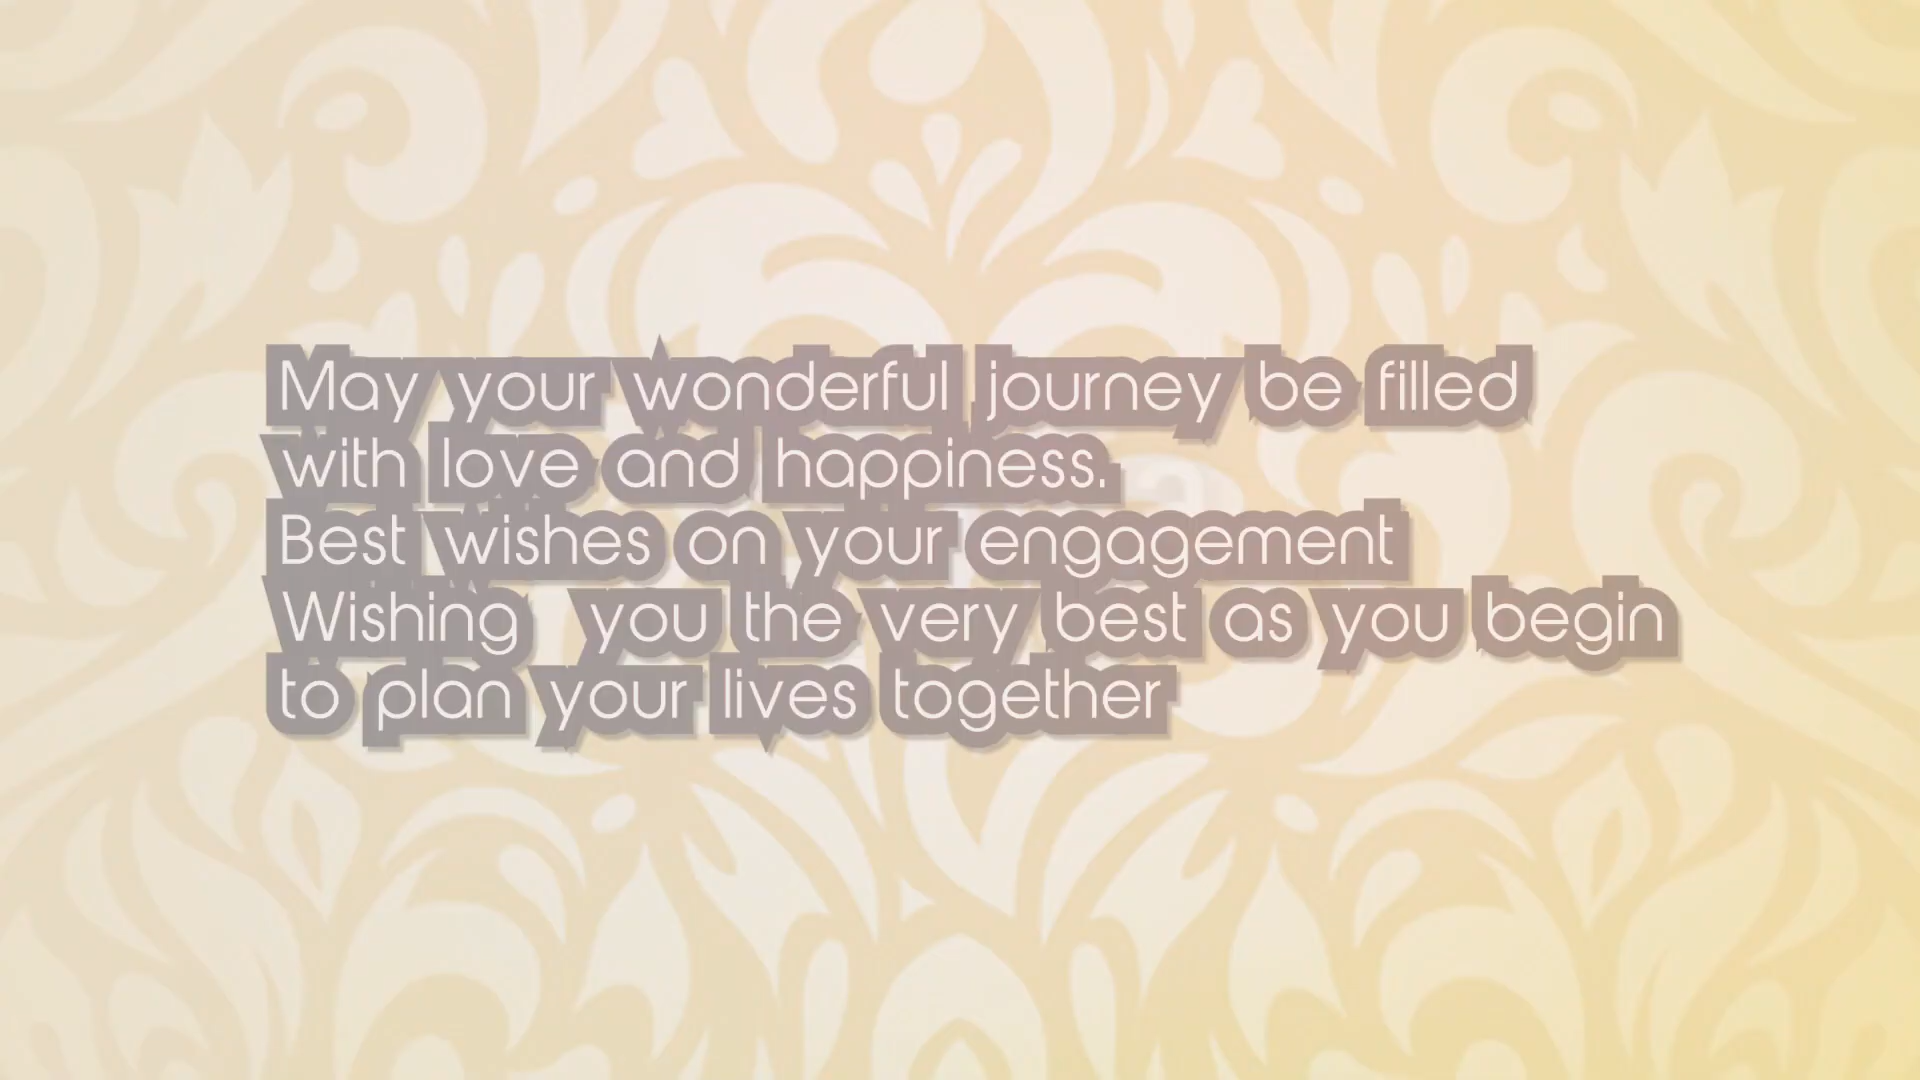 May your wonderful journey be filled
with love and happiness.
Best wishes on your engagement
Wishing  you the very best as you begin
to plan your lives together